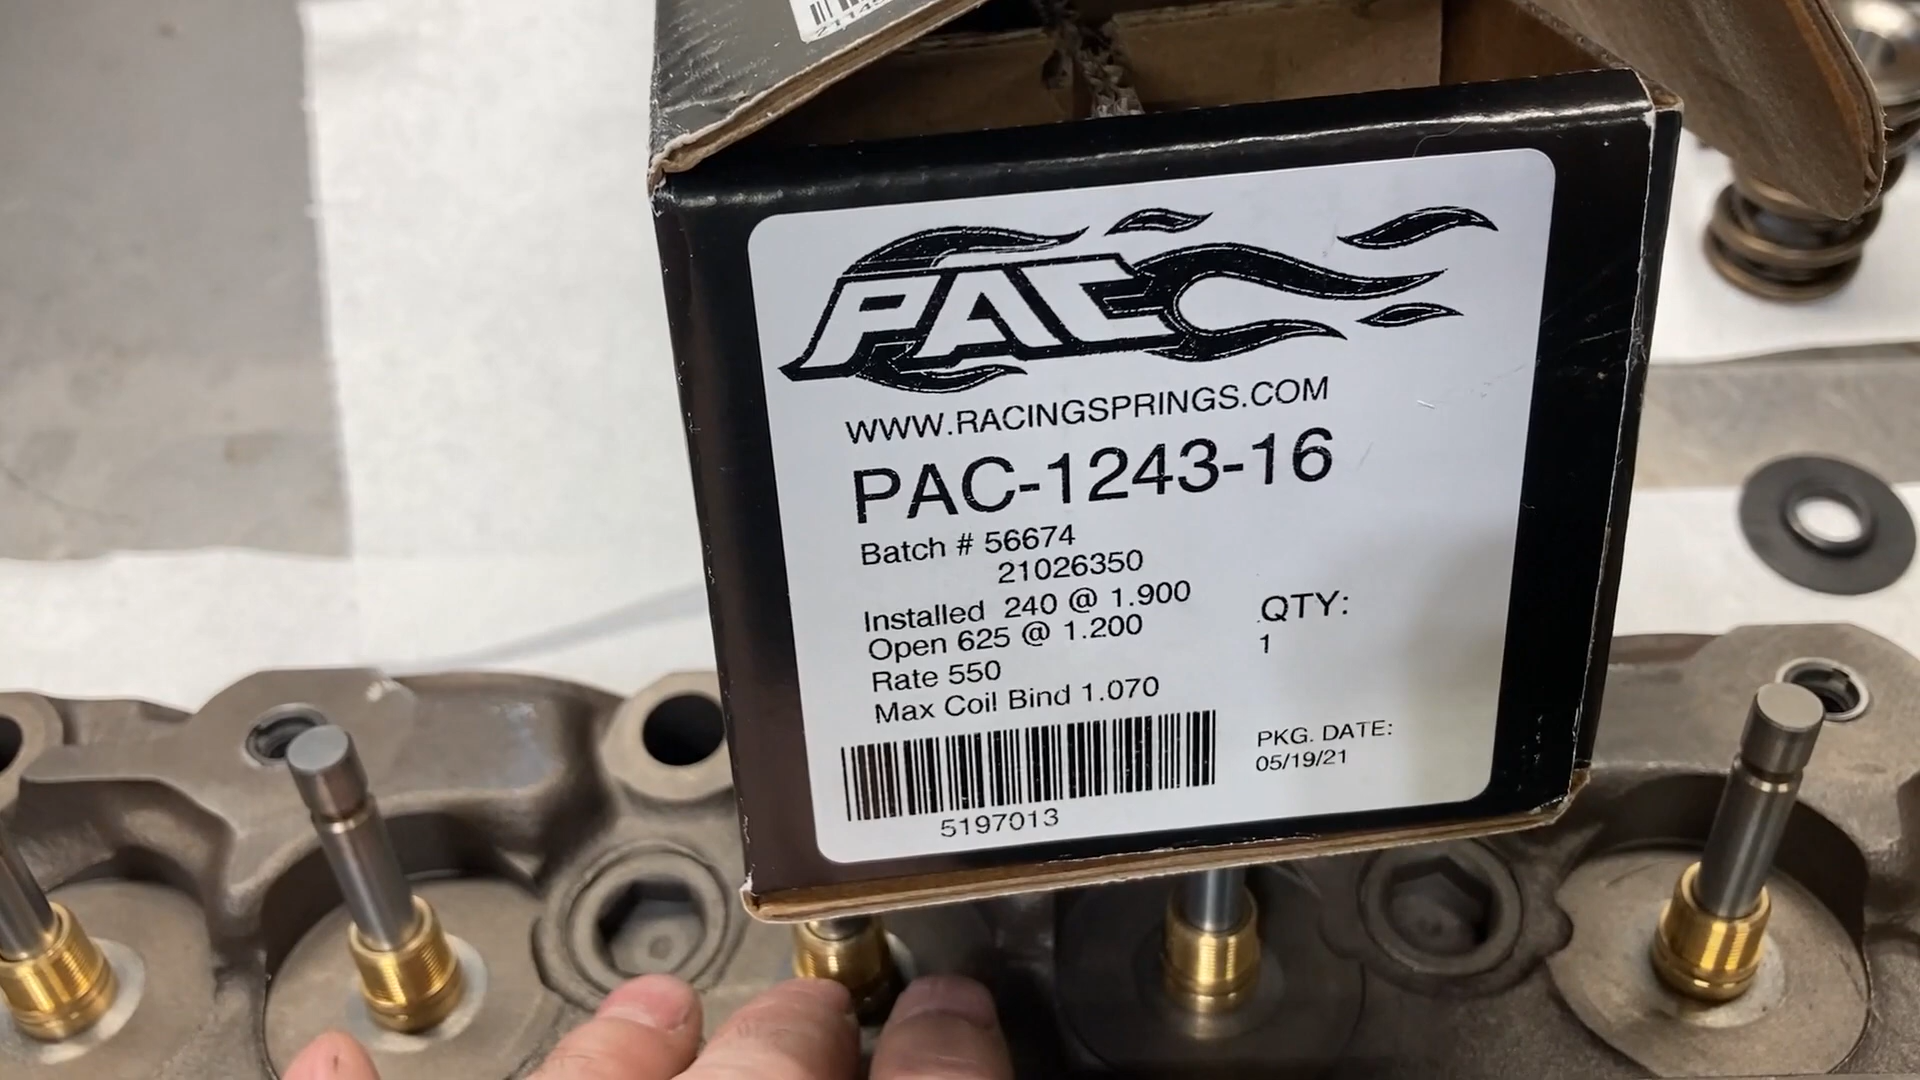 PAC
WWW.RACINGSPRINGS.COM
PAC-1243-16
Batch # 56674
21026350
Installed 240 @ 1.900
Open 625 @ 1.200
Rate 550
Max Coil Bind 1.070
QTY:
1
PKG. DATE:
05/19/21
5197013